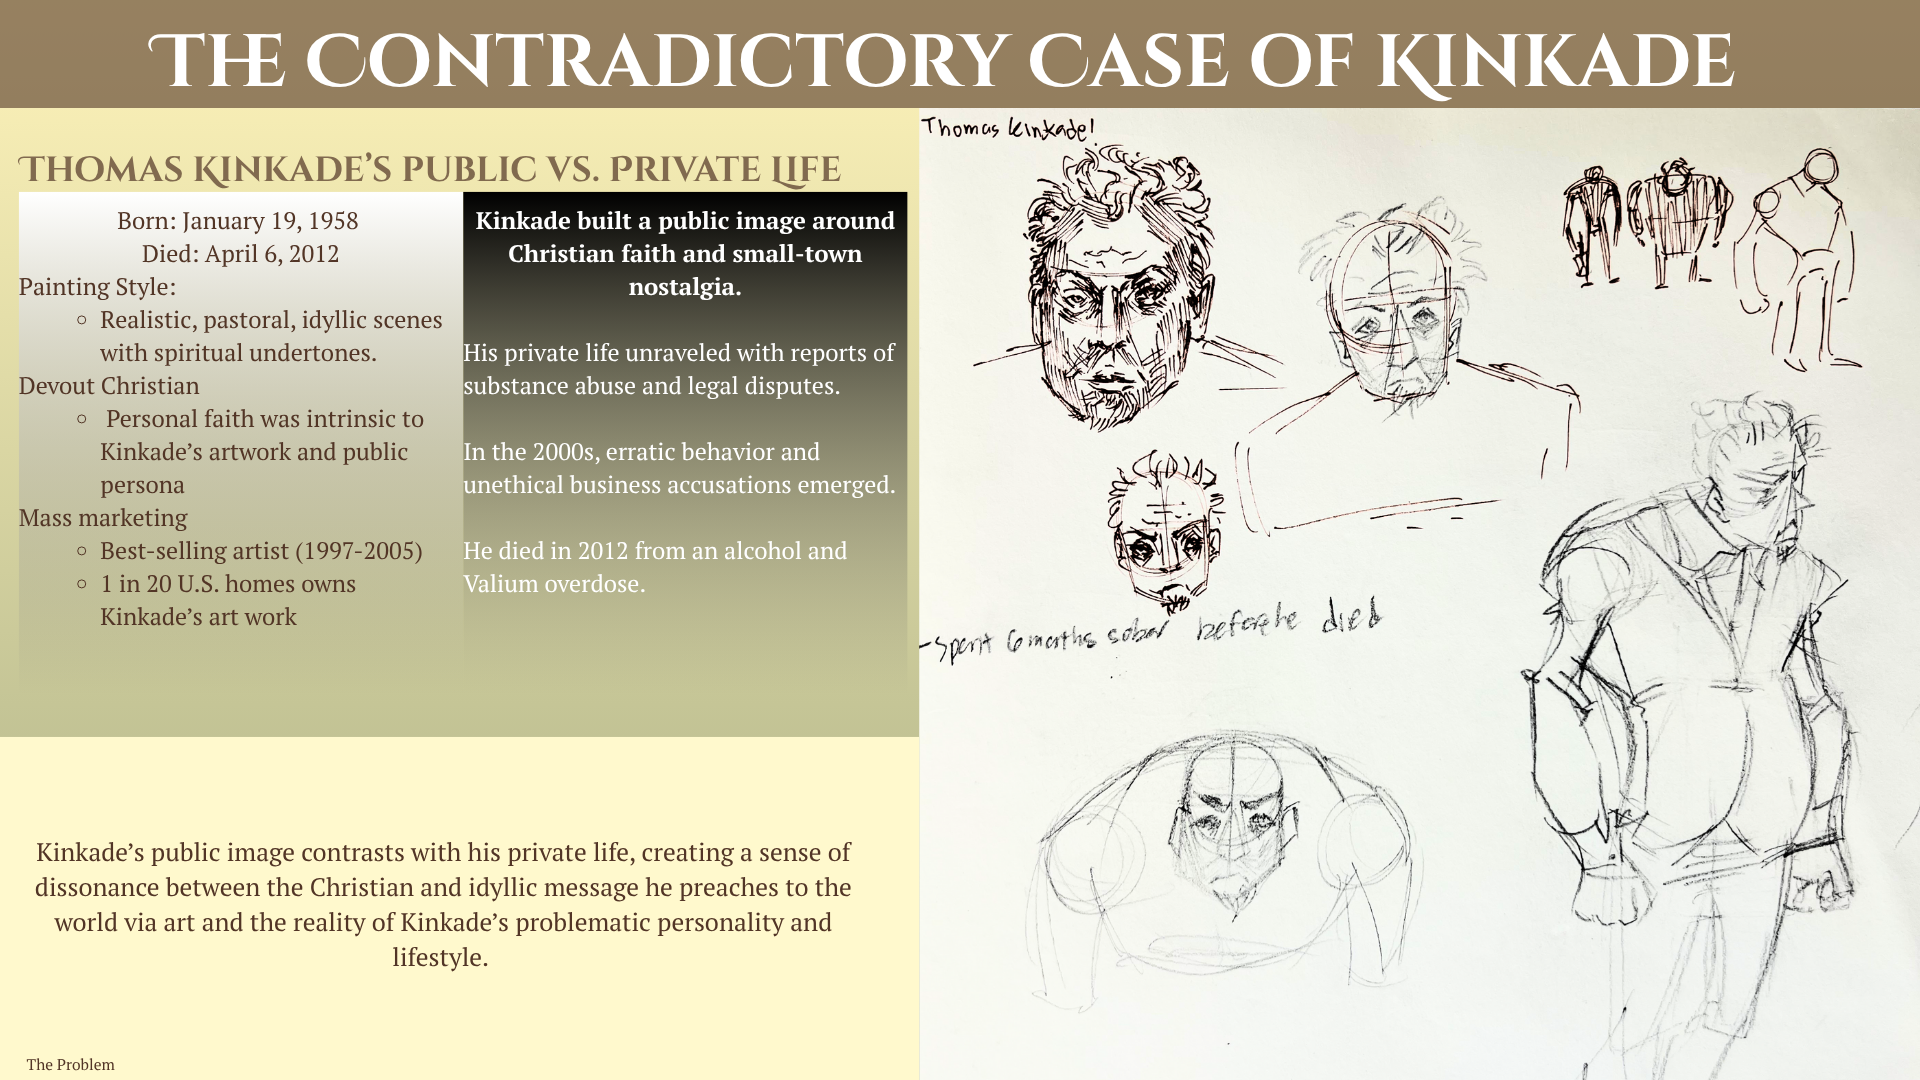 The Contradictory Case of Kinkade
Thomas Kinkade’s Public vs. Private Life
Born: January 19, 1958
Died: April 6, 2012
Painting Style:
◦ Realistic, pastoral, idyllic scenes
with spiritual undertones.
Devout Christian
◦ Personal faith was intrinsic to
Kinkade’s artwork and public
persona
Mass marketing
◦ Best-selling artist (1997-2005)
◦ 1 in 20 U.S. homes owns
Kinkade’s art work
Kinkade built a public image around
Christian faith and small-town
nostalgia.
His private life unraveled with reports of
substance abuse and legal disputes.
In the 2000s, erratic behavior and
unethical business accusations emerged.
He died in 2012 from an alcohol and
Valium overdose.
Kinkade’s public image contrasts with his private life, creating a sense of
dissonance between the Christian and idyllic message he preaches to the
world via art and the reality of Kinkade’s problematic personality and
lifestyle.
The Problem
Thomas Kinkade!
-Spent 6 months sober before he died